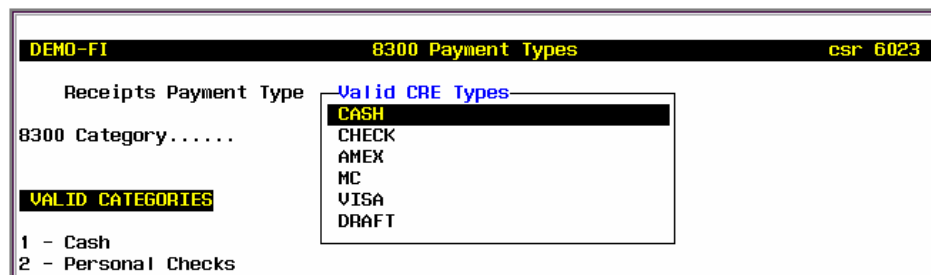 DEMO-FI 8300 Payment Types csr 6023
Receipts Payment Type
Valid CRE Types
CASH
8300 Category......
CHECK
AMEX
MC
VISA
DRAFT
VALID CATEGORIES
1 - Cash
2 - Personal Checks